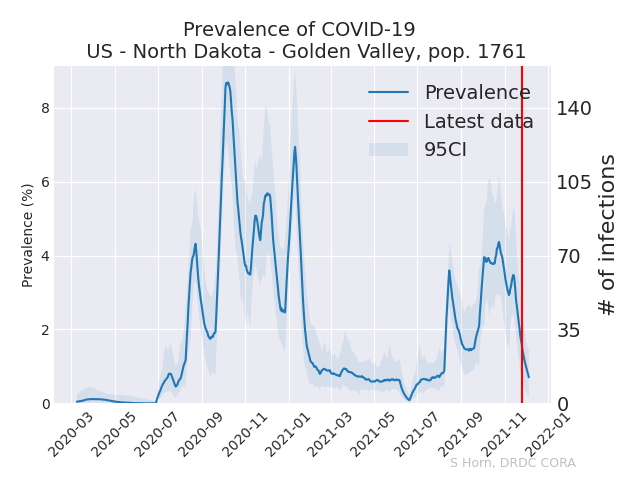 Prevalence of COVID-19
US - North Dakota - Golden Valley, pop. 1761
Prevalence
Latest data
95CI
Prevalence (%)
8
6
4
2
0
# of infections
140
105
70
35
0
2020-03
2020-05
2020-07
2020-09
2020-11
2021-01
2021-03
2021-05
2021-07
2021-09
2021-11
2022-01
S Horn, DRDC CORA